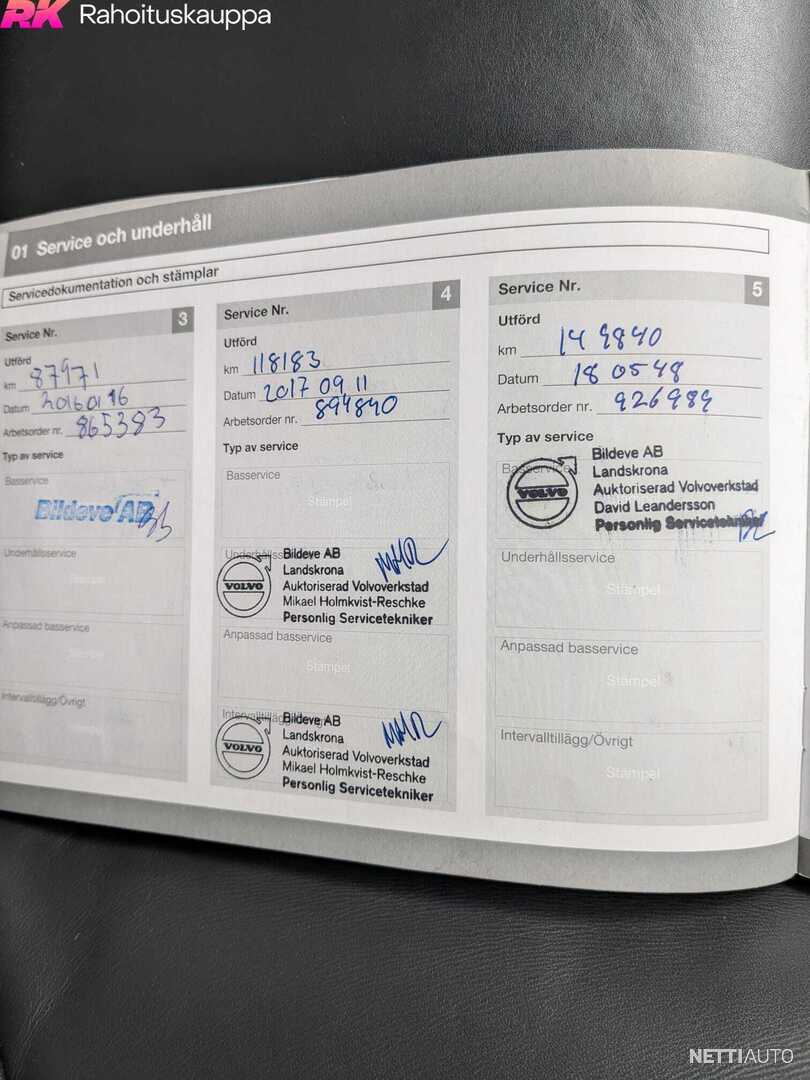 RK Rahoituskauppa
01 Service och underhåll
Servicedokumentation och stämplar
Service Nr. 3
Utförd
km 87971
Datum 20160116
Arbetsorder nr. 865383
Typ av service
Basservice
Bildeve AB
Underhållsservice
Anpassad basservice
Intervalltillägg/Övrigt
Service Nr. 4
Utförd
km 118183
Datum 2017 09 11
Arbetsorder nr. 894840
Typ av service
Basservice
Stämpel
Bildeve AB
Landskrona
VOLVO
Auktoriserad Volvoverkstad
Mikael Holmkvist-Reschke
Personlig Servicetekniker
Anpassad basservice
Stämpel
Bildeve AB
Landskrona
VOLVO
Auktoriserad Volvoverkstad
Mikael Holmkvist-Reschke
Personlig Servicetekniker
Service Nr. 5
Utförd
km
Datum
Arbetsorder nr.
Typ av service
Basservice
Bildeve AB
Landskrona
VOLVO
Auktoriserad Volvoverkstad
David Leandersson
Personlig Servicetekniker
Underhållsservice
Stämpel
Anpassad basservice
Stämpel
Intervalltillägg/Övrigt
Stämpel
NETTIAUTO